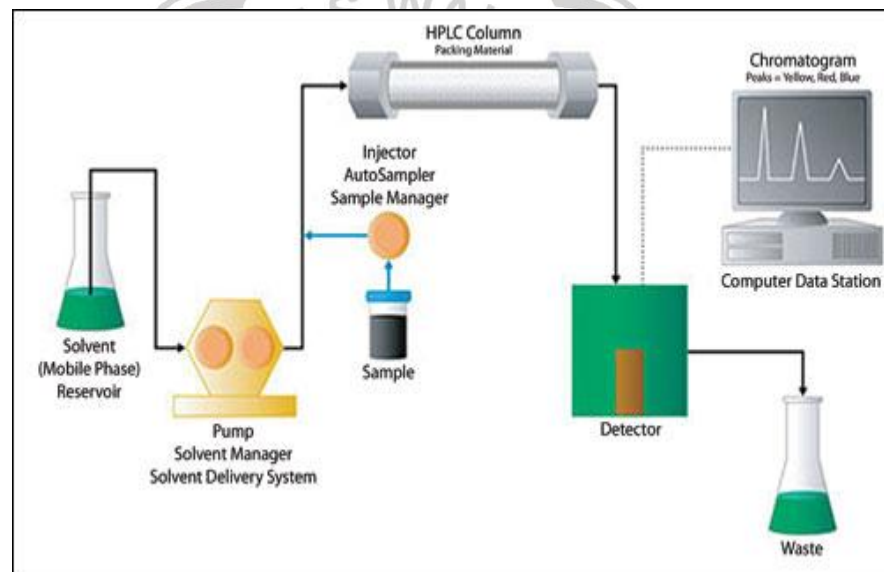 HPLC Column
Packing Material
Chromatogram
Peaks = Yellow, Red, Blue
Injector
AutoSampler
Sample Manager
Solvent
(Mobile Phase)
Reservoir
Sample
Computer Data Station
Pump
Solvent Manager
Solvent Delivery System
Detector
Waste